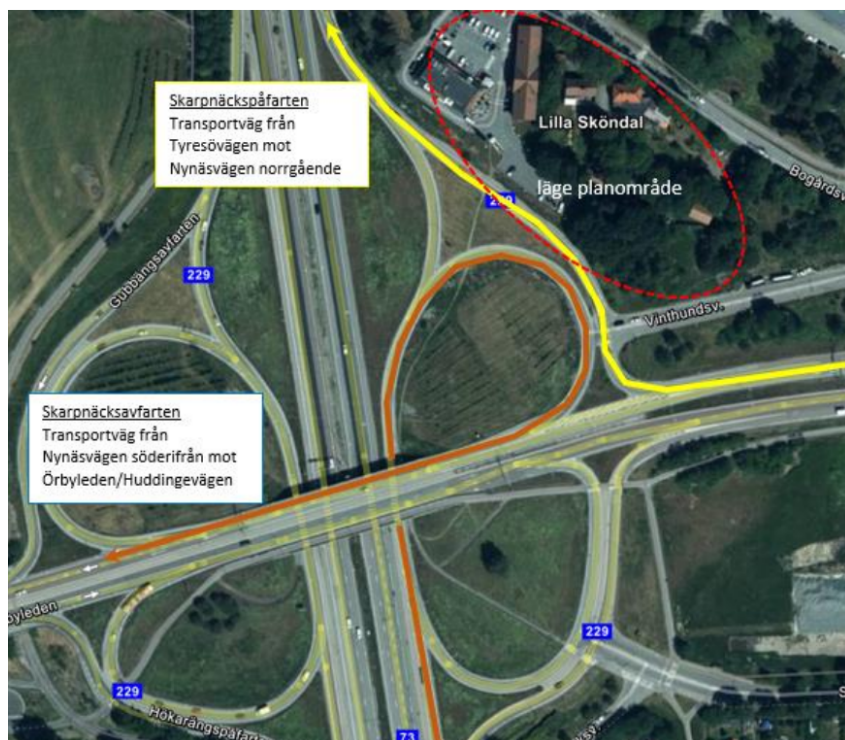 Skarpnäckspåfarten
Transportväg från
Tyresövägen mot
Nynäsvägen norrgående
Lilla Sköndal
läge planområde
Bogårdsv.
229
Gubbängsavfarten
229
Vinthundsv.
Skarpnäcksavfarten
Transportväg från
Nynäsvägen söderifrån mot
Örbyleden/Huddingevägen
byleden
229
229
Hökarängspåfarten
73